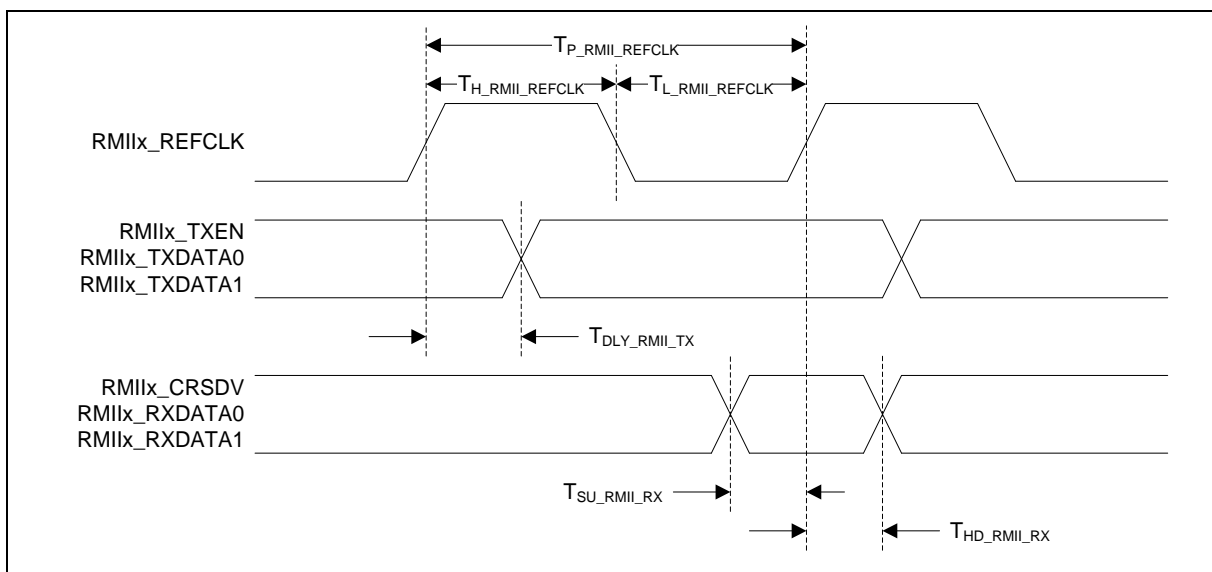 TP_RMII_REFCLK
TH_RMII_REFCLK TL_RMII_REFCLK
RMIIx_REFCLK
RMIIx_TXEN
RMIIx_TXDATA0
RMIIx_TXDATA1
TDLY_RMII_TX
RMIIx_CRSDV
RMIIx_RXDATA0
RMIIx_RXDATA1
TSU_RMII_RX
THD_RMII_RX